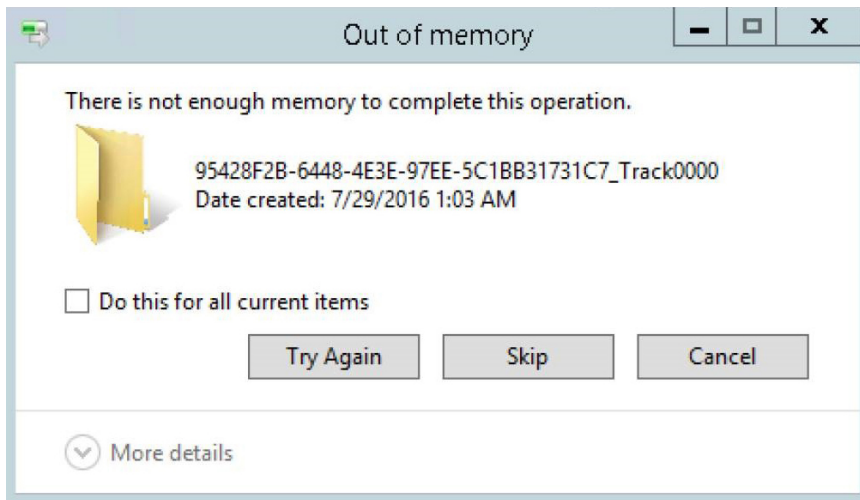 Out of memory
There is not enough memory to complete this operation.
95428F2B-6448-4E3E-97EE-5C1BB31731C7_Track0000
Date created: 7/29/2016 1:03 AM
Do this for all current items
Try Again
Skip
Cancel
More details